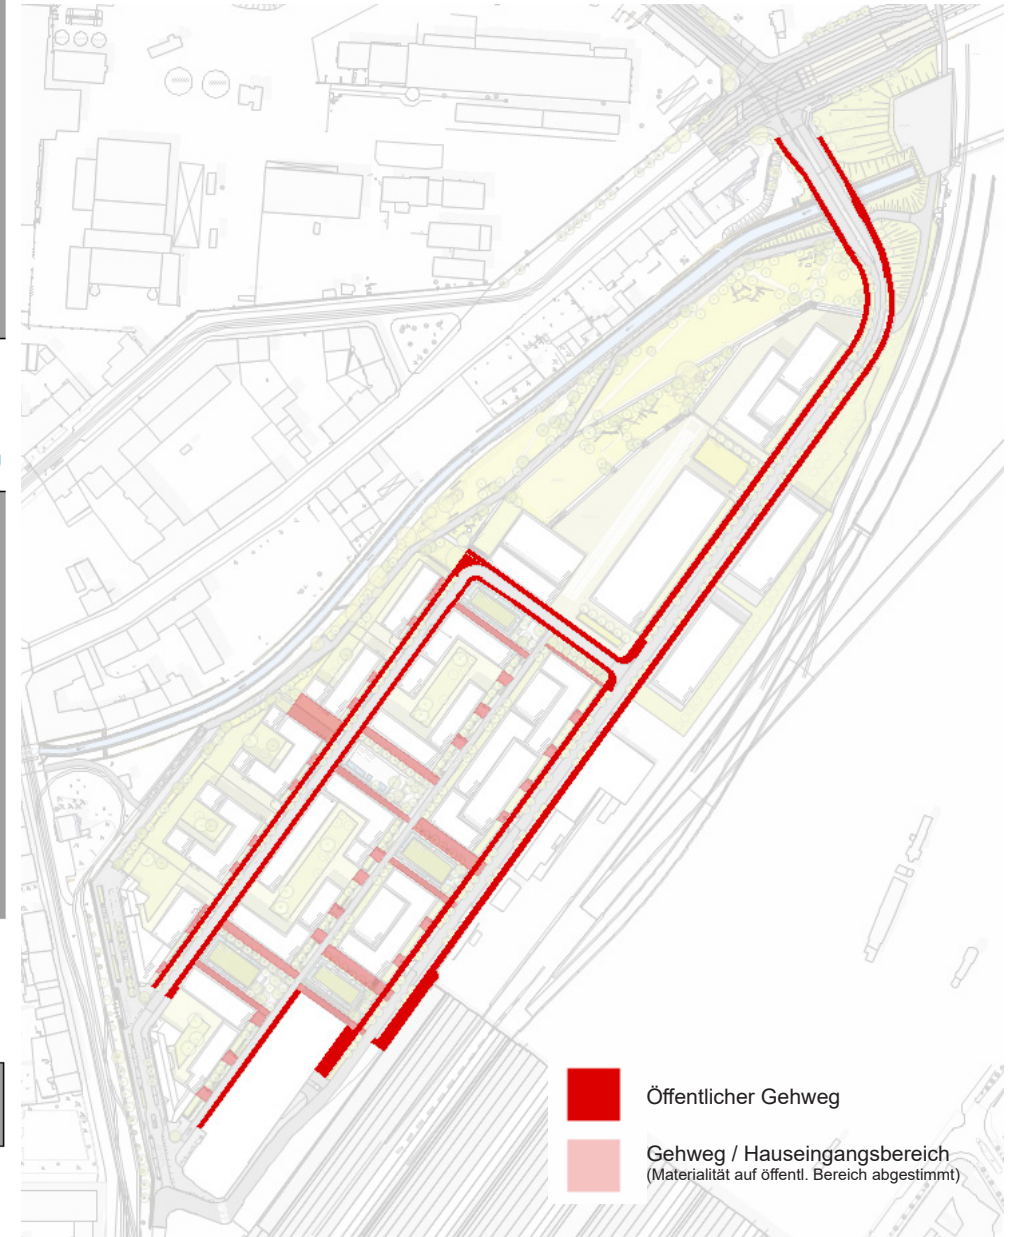 Öffentlicher Gehweg
Gehweg / Hauseingangsbereich
(Materialität auf öffentl. Bereich abgestimmt)